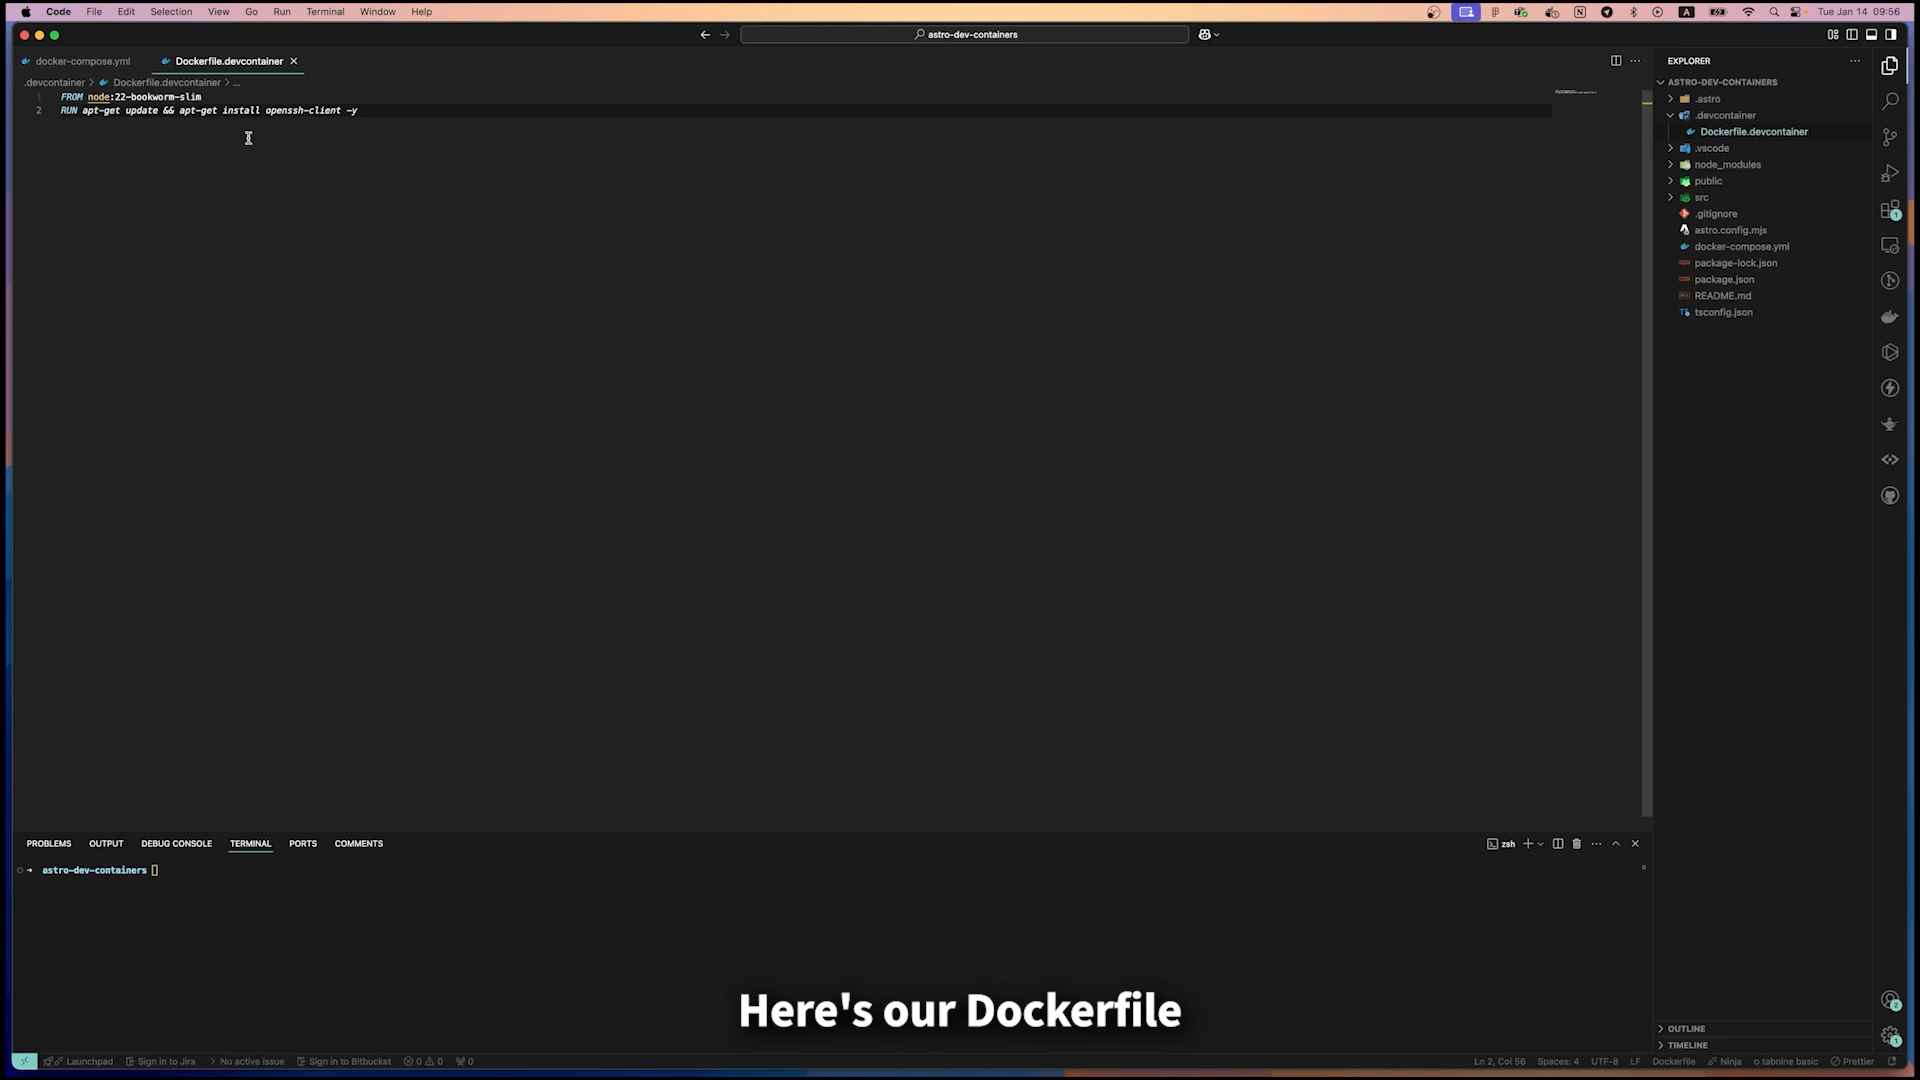 Code File Edit Selection View Go Run Terminal Window Help
A
Tue Jan 14 09:56
astro-dev-containers
docker-compose.yml
Dockerfile.devcontainer
.devcontainer > Dockerfile.devcontainer > ...
1 FROM node:22-bookworm-slim
2 RUN apt-get update && apt-get install openssh-client -y
EXPLORER
ASTRO-DEV-CONTAINERS
.astro
.devcontainer
Dockerfile.devcontainer
.vscode
node_modules
public
src
.gitignore
astro.config.mjs
docker-compose.yml
package-lock.json
package.json
README.md
tsconfig.json
OUTLINE
TIMELINE
PROBLEMS OUTPUT DEBUG CONSOLE TERMINAL PORTS COMMENTS
zsh
astro-dev-containers
Here's our Dockerfile
Launchpad Sign in to Jira No active issue Sign in to Bitbucket 0 0 0
Ln 2, Col 56 Spaces: 4 UTF-8 LF Dockerfile Ninja tabnine basic Prettier